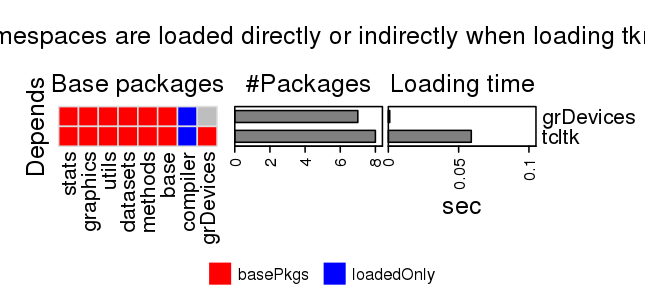 mespaces are loaded directly or indirectly when loading tkr
Base packages
#Packages
Loading time
Depends
grDevices
tcltk
stats
graphics
utils
datasets
methods
base
compiler
grDevices
0 2 4 6 8
0 0.05 0.1
sec
basePkgs
loadedOnly